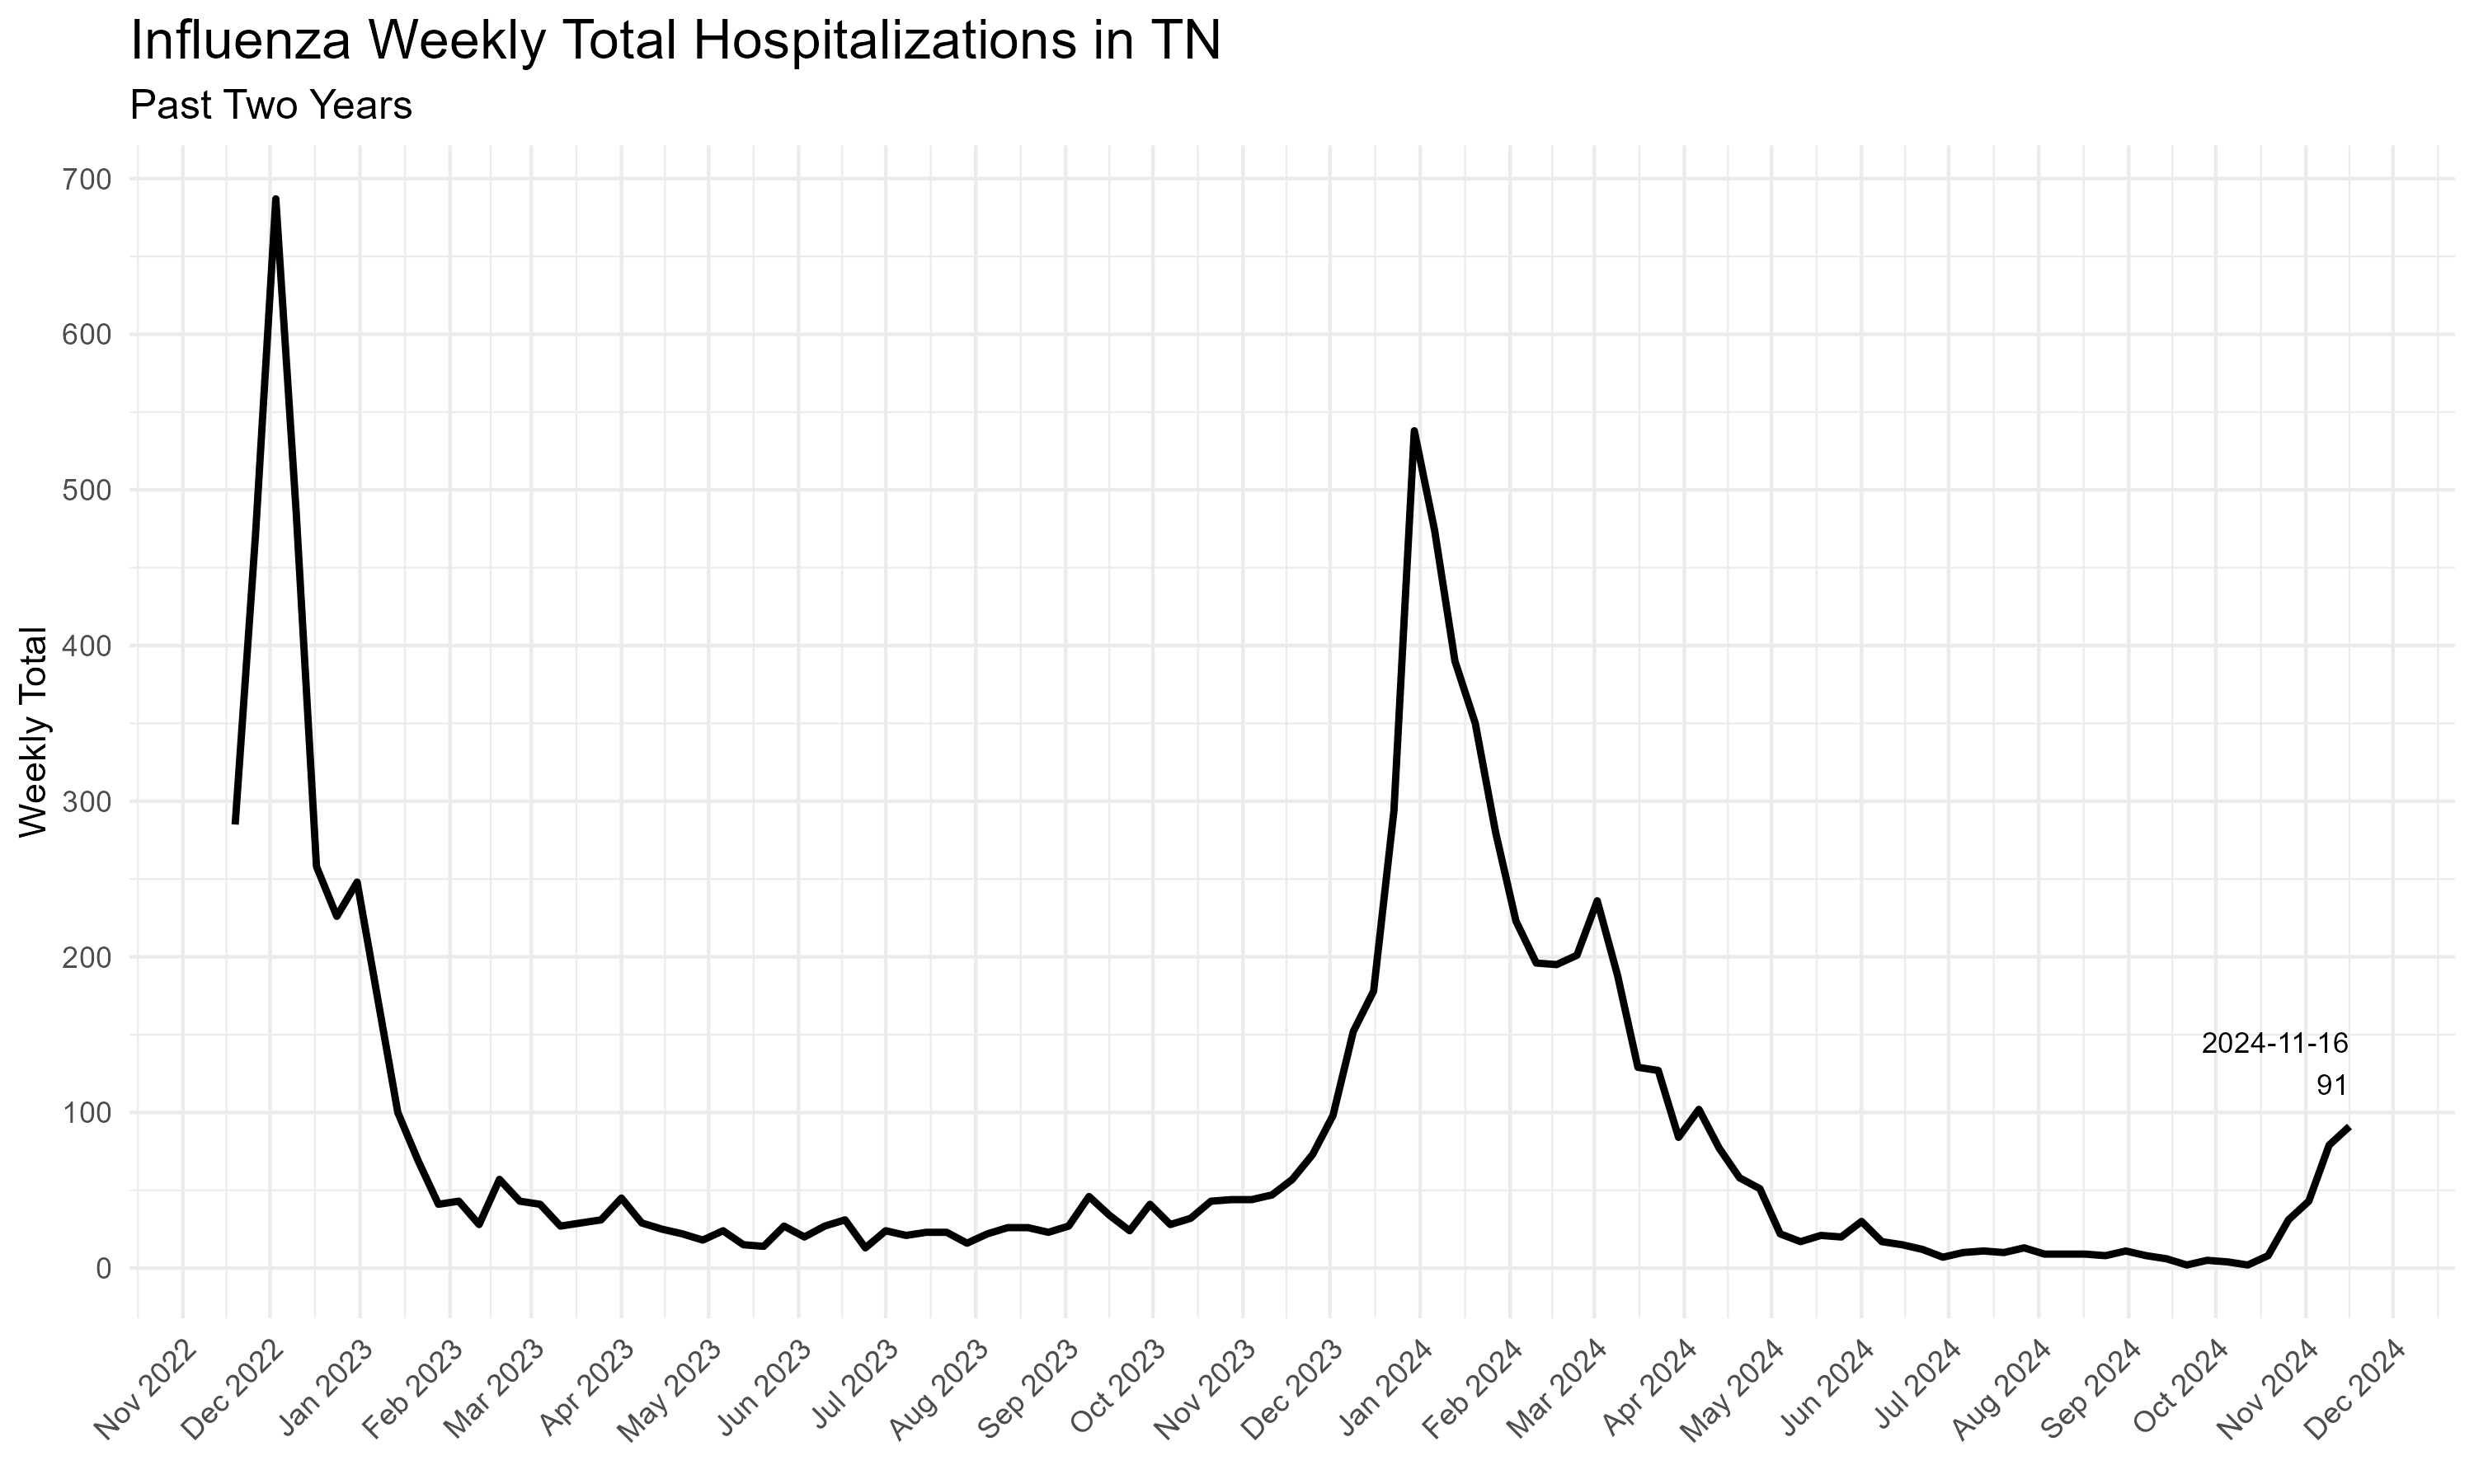 Influenza Weekly Total Hospitalizations in TN
Past Two Years
Weekly Total
700
600
500
400
300
200
100
0
2024-11-16
91
Nov 2022
Dec 2022
Jan 2023
Feb 2023
Mar 2023
Apr 2023
May 2023
Jun 2023
Jul 2023
Aug 2023
Sep 2023
Oct 2023
Nov 2023
Dec 2023
Jan 2024
Feb 2024
Mar 2024
Apr 2024
May 2024
Jun 2024
Jul 2024
Aug 2024
Sep 2024
Oct 2024
Nov 2024
Dec 2024